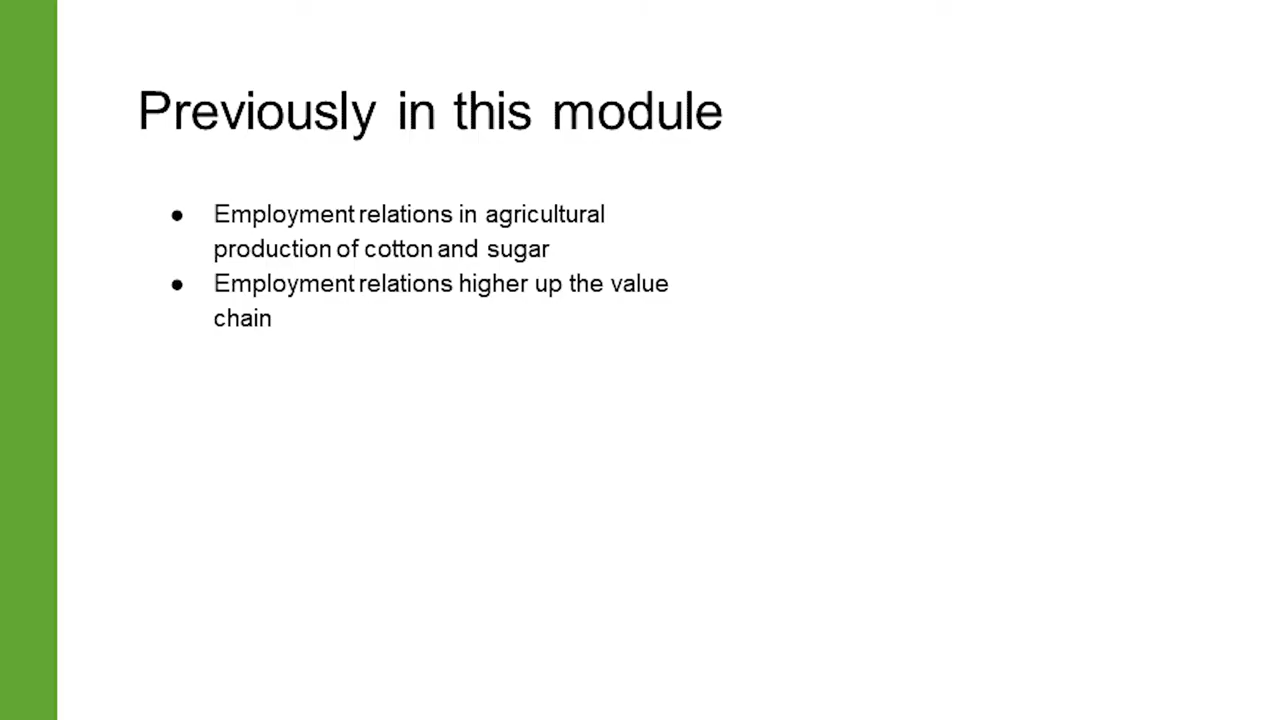 Previously in this module
● Employment relations in agricultural
production of cotton and sugar
● Employment relations higher up the value
chain